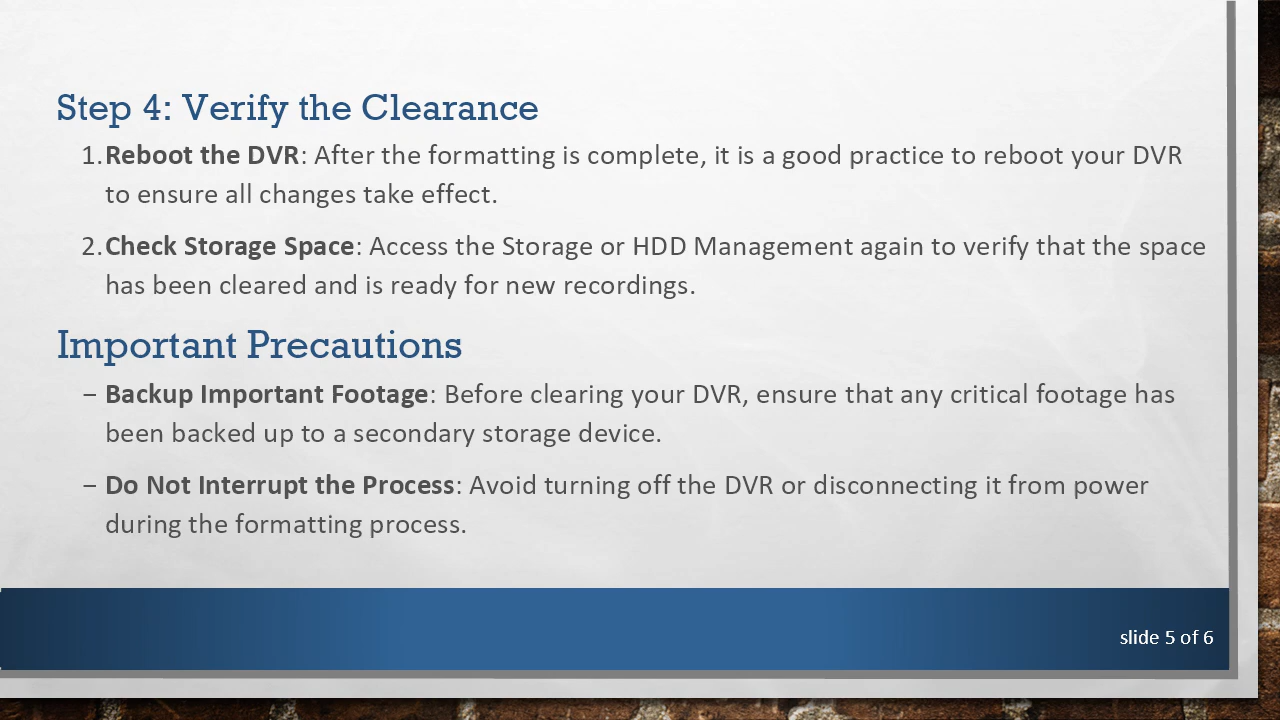 Step 4: Verify the Clearance
1. Reboot the DVR: After the formatting is complete, it is a good practice to reboot your DVR
to ensure all changes take effect.
2. Check Storage Space: Access the Storage or HDD Management again to verify that the space
has been cleared and is ready for new recordings.
Important Precautions
– Backup Important Footage: Before clearing your DVR, ensure that any critical footage has
been backed up to a secondary storage device.
– Do Not Interrupt the Process: Avoid turning off the DVR or disconnecting it from power
during the formatting process.
slide 5 of 6